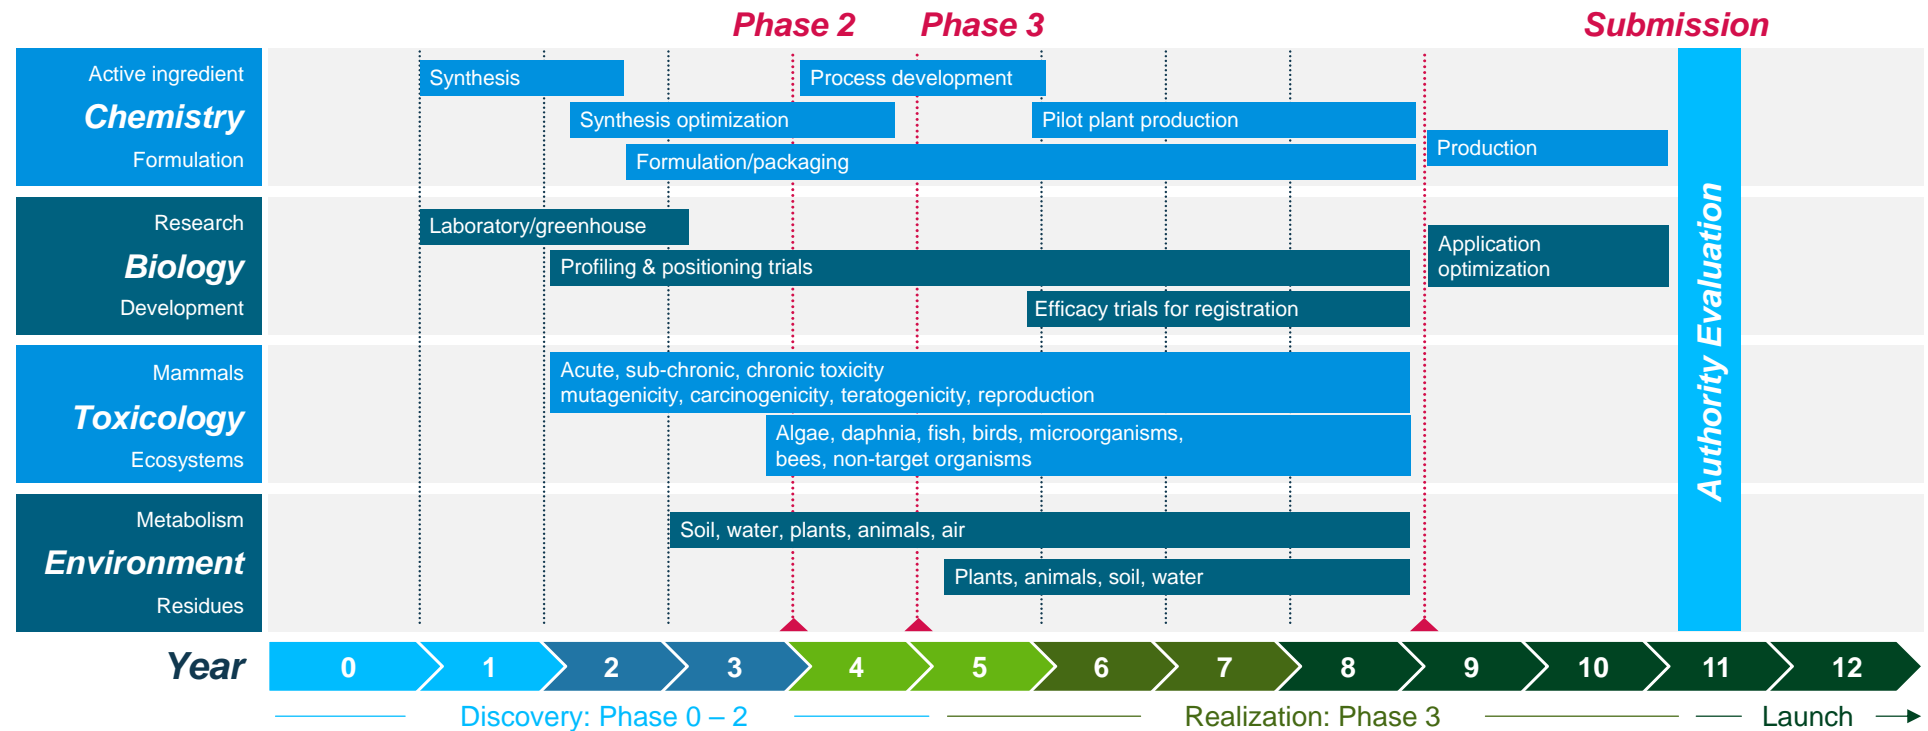 Phase 2 Phase 3 Submission
Active ingredient
Chemistry
Formulation
Synthesis
Process development
Synthesis optimization
Pilot plant production
Formulation/packaging
Production
Research
Biology
Development
Laboratory/greenhouse
Profiling & positioning trials
Application
optimization
Efficacy trials for registration
Mammals
Toxicology
Ecosystems
Acute, sub-chronic, chronic toxicity
mutagenicity, carcinogenicity, teratogenicity, reproduction
Algae, daphnia, fish, birds, microorganisms,
bees, non-target organisms
Metabolism
Environment
Residues
Soil, water, plants, animals, air
Plants, animals, soil, water
Authority Evaluation
Year 0 1 2 3 4 5 6 7 8 9 10 11 12
Discovery: Phase 0 – 2 Realization: Phase 3 Launch